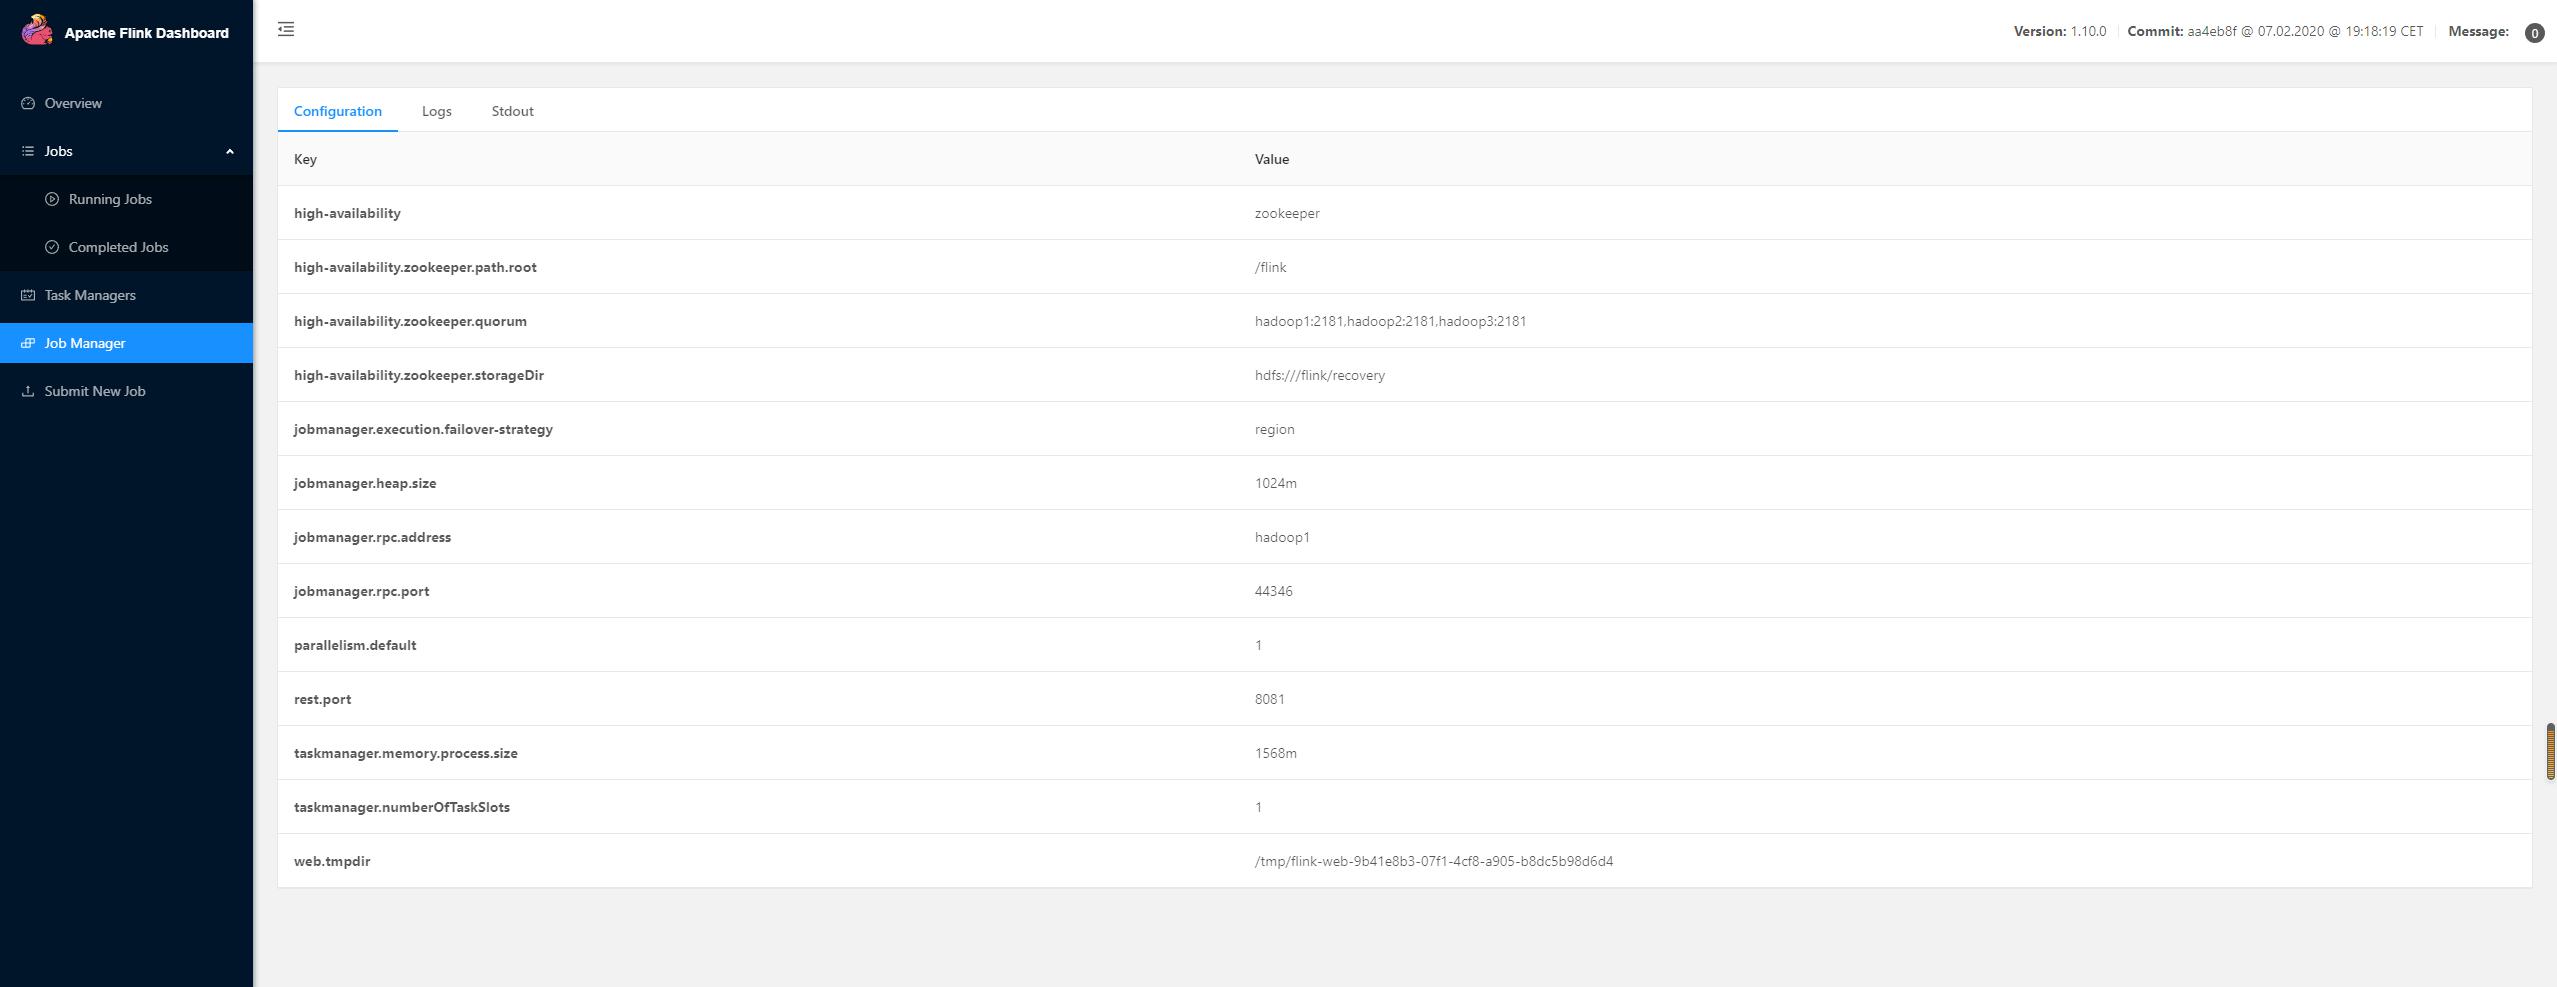 Apache Flink Dashboard
Version: 1.10.0 Commit: aa4eb8f @ 07.02.2020 @ 19:18:19 CET Message: 0
Overview
Jobs
Running Jobs
Completed Jobs
Task Managers
Job Manager
Submit New Job
Configuration Logs Stdout
Key Value
high-availability zookeeper
high-availability.zookeeper.path.root /flink
high-availability.zookeeper.quorum hadoop1:2181,hadoop2:2181,hadoop3:2181
high-availability.zookeeper.storageDir hdfs:///flink/recovery
jobmanager.execution.failover-strategy region
jobmanager.heap.size 1024m
jobmanager.rpc.address hadoop1
jobmanager.rpc.port 44346
parallelism.default 1
rest.port 8081
taskmanager.memory.process.size 1568m
taskmanager.numberOfTaskSlots 1
web.tmpdir /tmp/flink-web-9b41e8b3-07f1-4cf8-a905-b8dc5b98d6d4